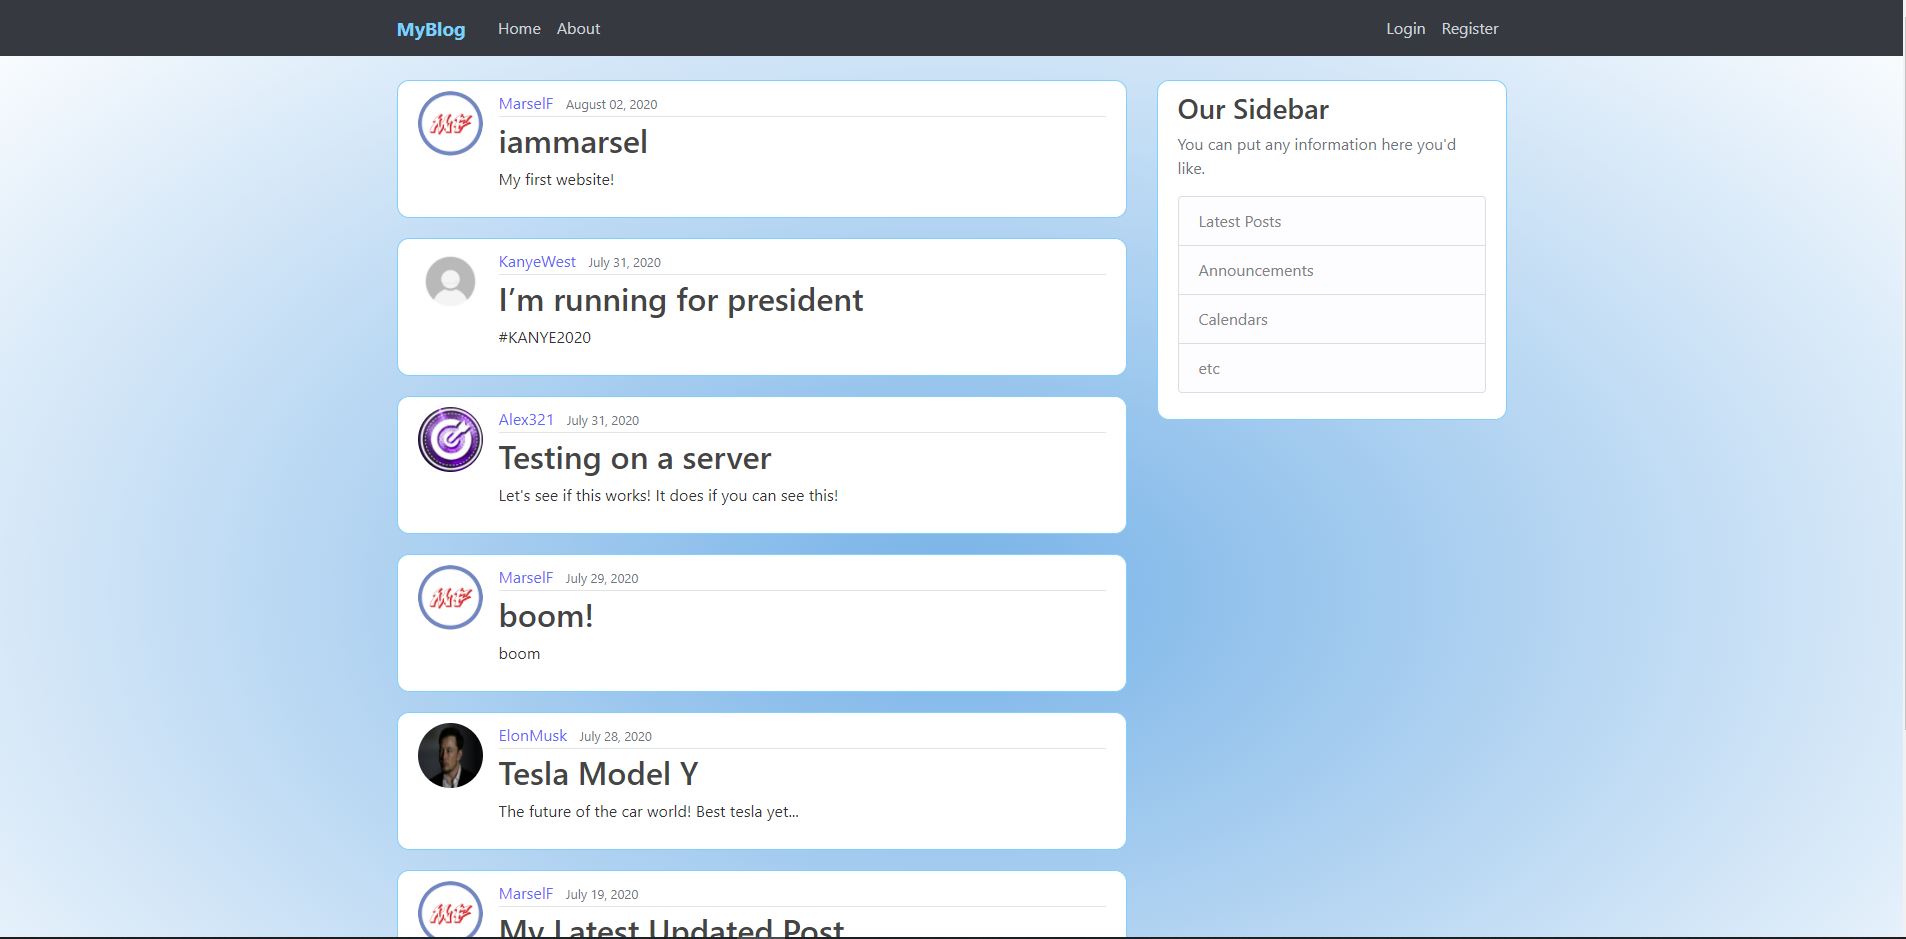 MyBlog Home About Login Register
MarselF August 02, 2020
iammarsel
My first website!
KanyeWest July 31, 2020
I’m running for president
#KANYE2020
Alex321 July 31, 2020
Testing on a server
Let's see if this works! It does if you can see this!
MarselF July 29, 2020
boom!
boom
ElonMusk July 28, 2020
Tesla Model Y
The future of the car world! Best tesla yet...
MarselF July 19, 2020
My Latest Updated Post
Our Sidebar
You can put any information here you'd
like.
Latest Posts
Announcements
Calendars
etc